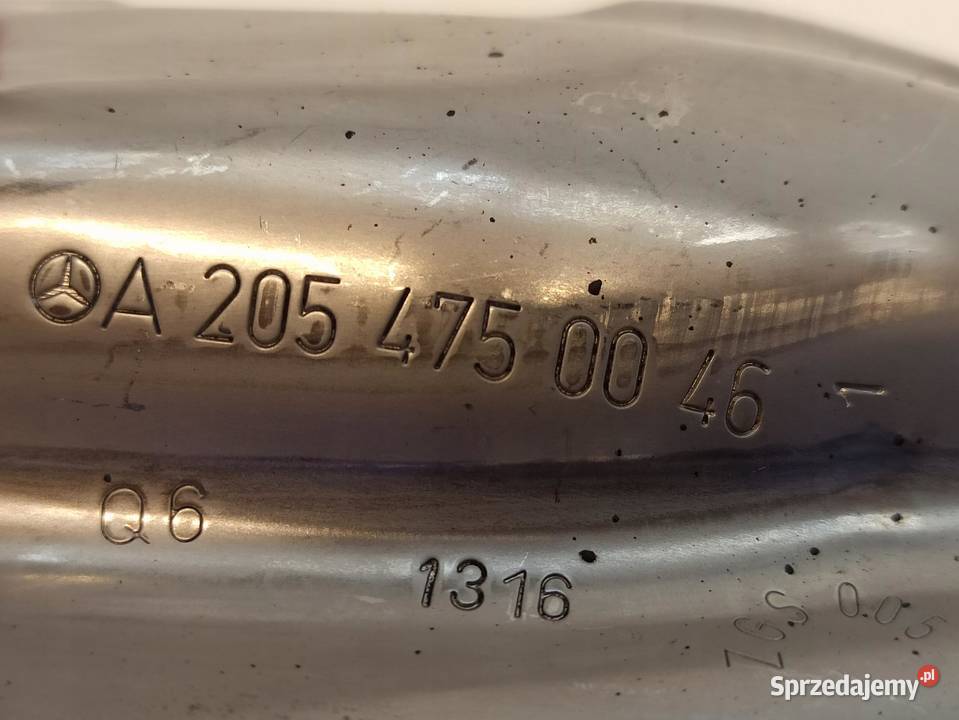 A 205 475 00 46 1
Q6
1316
ZGS 0.05
Sprzedajemy.pl